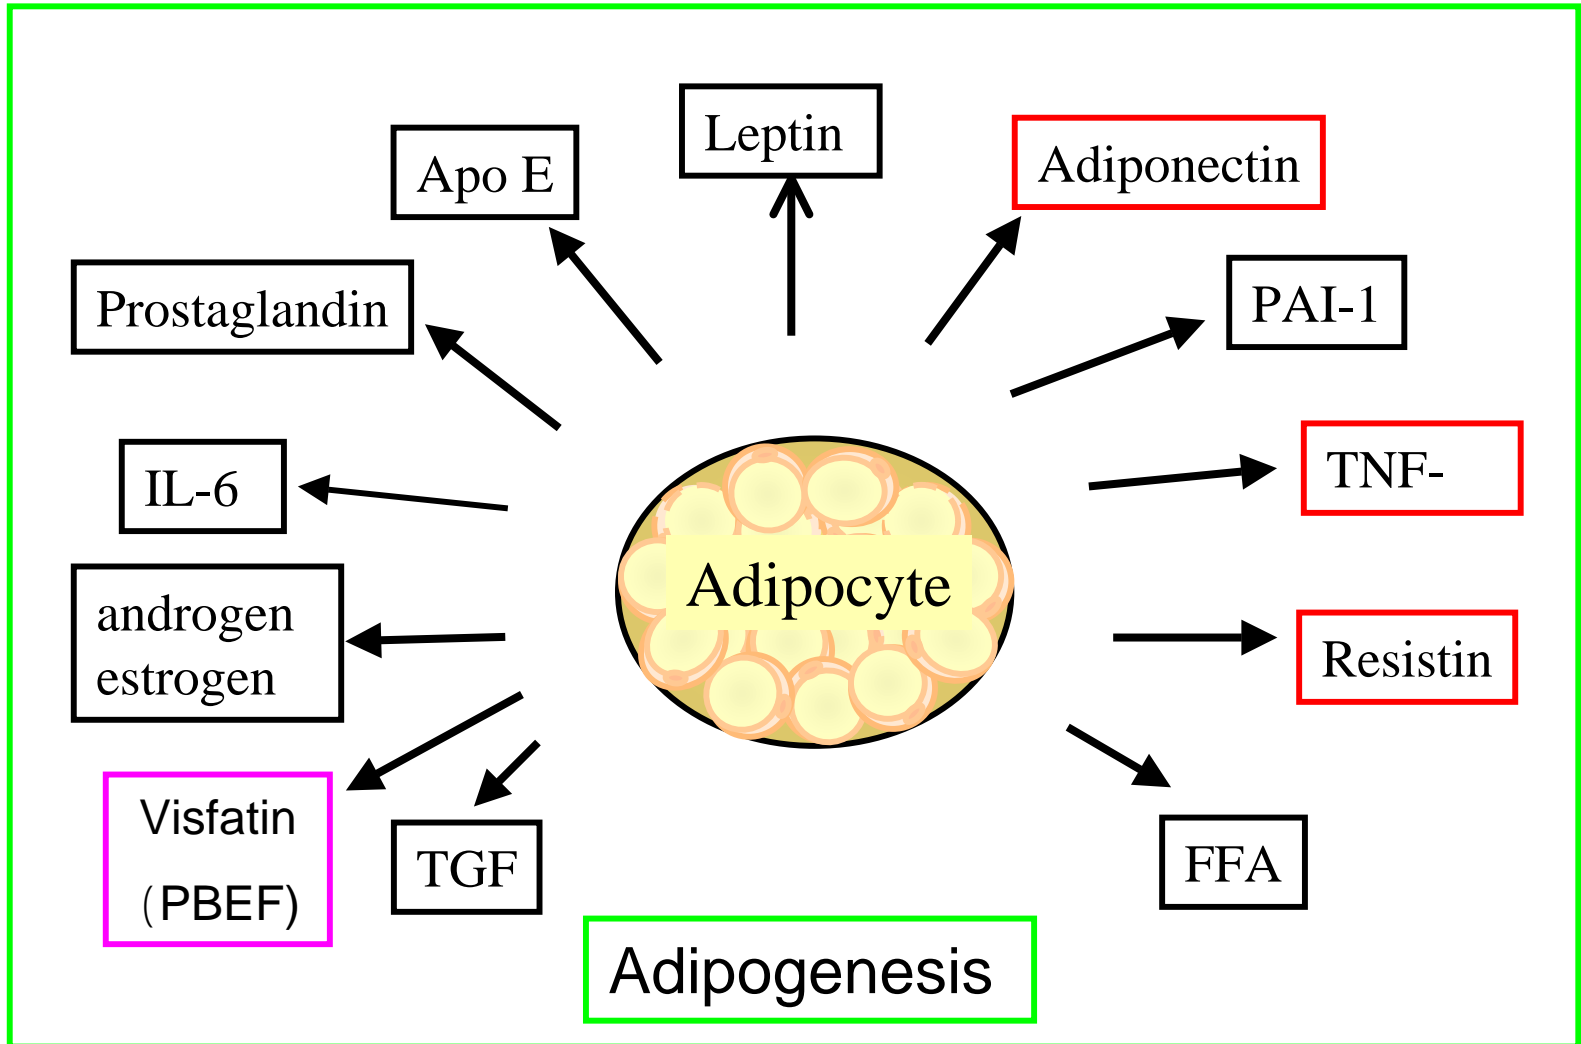 Leptin
Apo E
Adiponectin
Prostaglandin
PAI-1
IL-6
TNF-
Adipocyte
androgen
estrogen
Resistin
Visfatin
(PBEF)
TGF
FFA
Adipogenesis